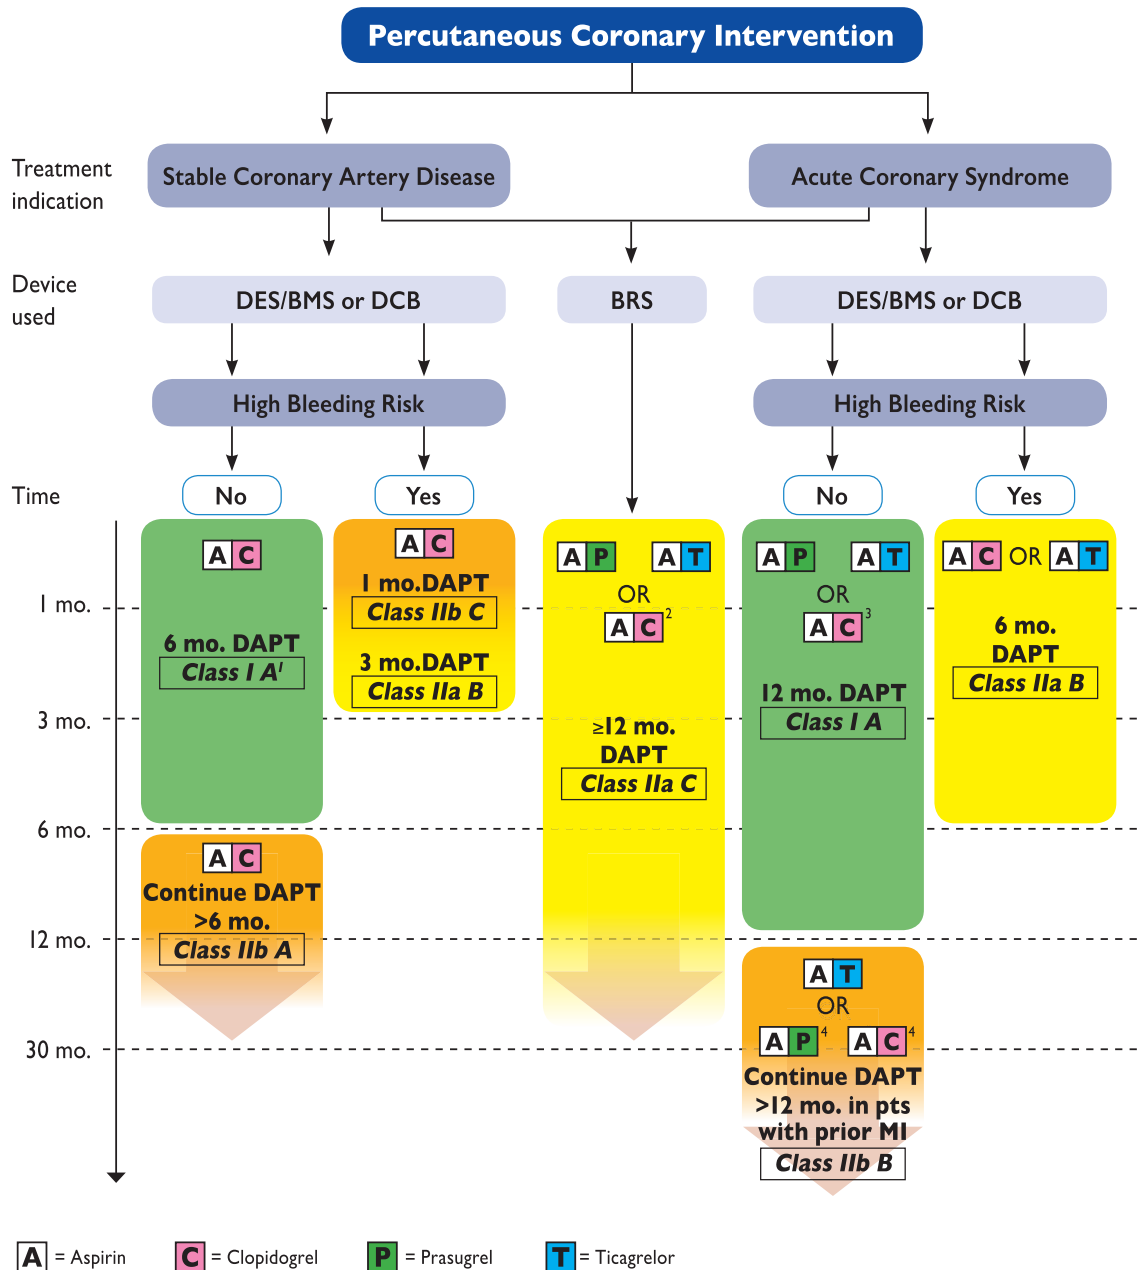 Percutaneous Coronary Intervention
Treatment
indication
Stable Coronary Artery Disease
Acute Coronary Syndrome
Device
used
DES/BMS or DCB
BRS
DES/BMS or DCB
High Bleeding Risk
High Bleeding Risk
Time
No
Yes
No
Yes
A C
6 mo. DAPT
Class I A¹
A C
1 mo.DAPT
Class IIb C
3 mo.DAPT
Class IIa B
A P A T
OR
A C ²
≥12 mo.
DAPT
Class IIa C
A P A T
OR
A C ³
12 mo. DAPT
Class I A
A C OR A T
6 mo.
DAPT
Class IIa B
1 mo.
3 mo.
6 mo.
12 mo.
30 mo.
A C
Continue DAPT
>6 mo.
Class IIb A
A T
OR
A P ⁴ A C ⁴
Continue DAPT
>12 mo. in pts
with prior MI
Class IIb B
A = Aspirin C = Clopidogrel P = Prasugrel T = Ticagrelor